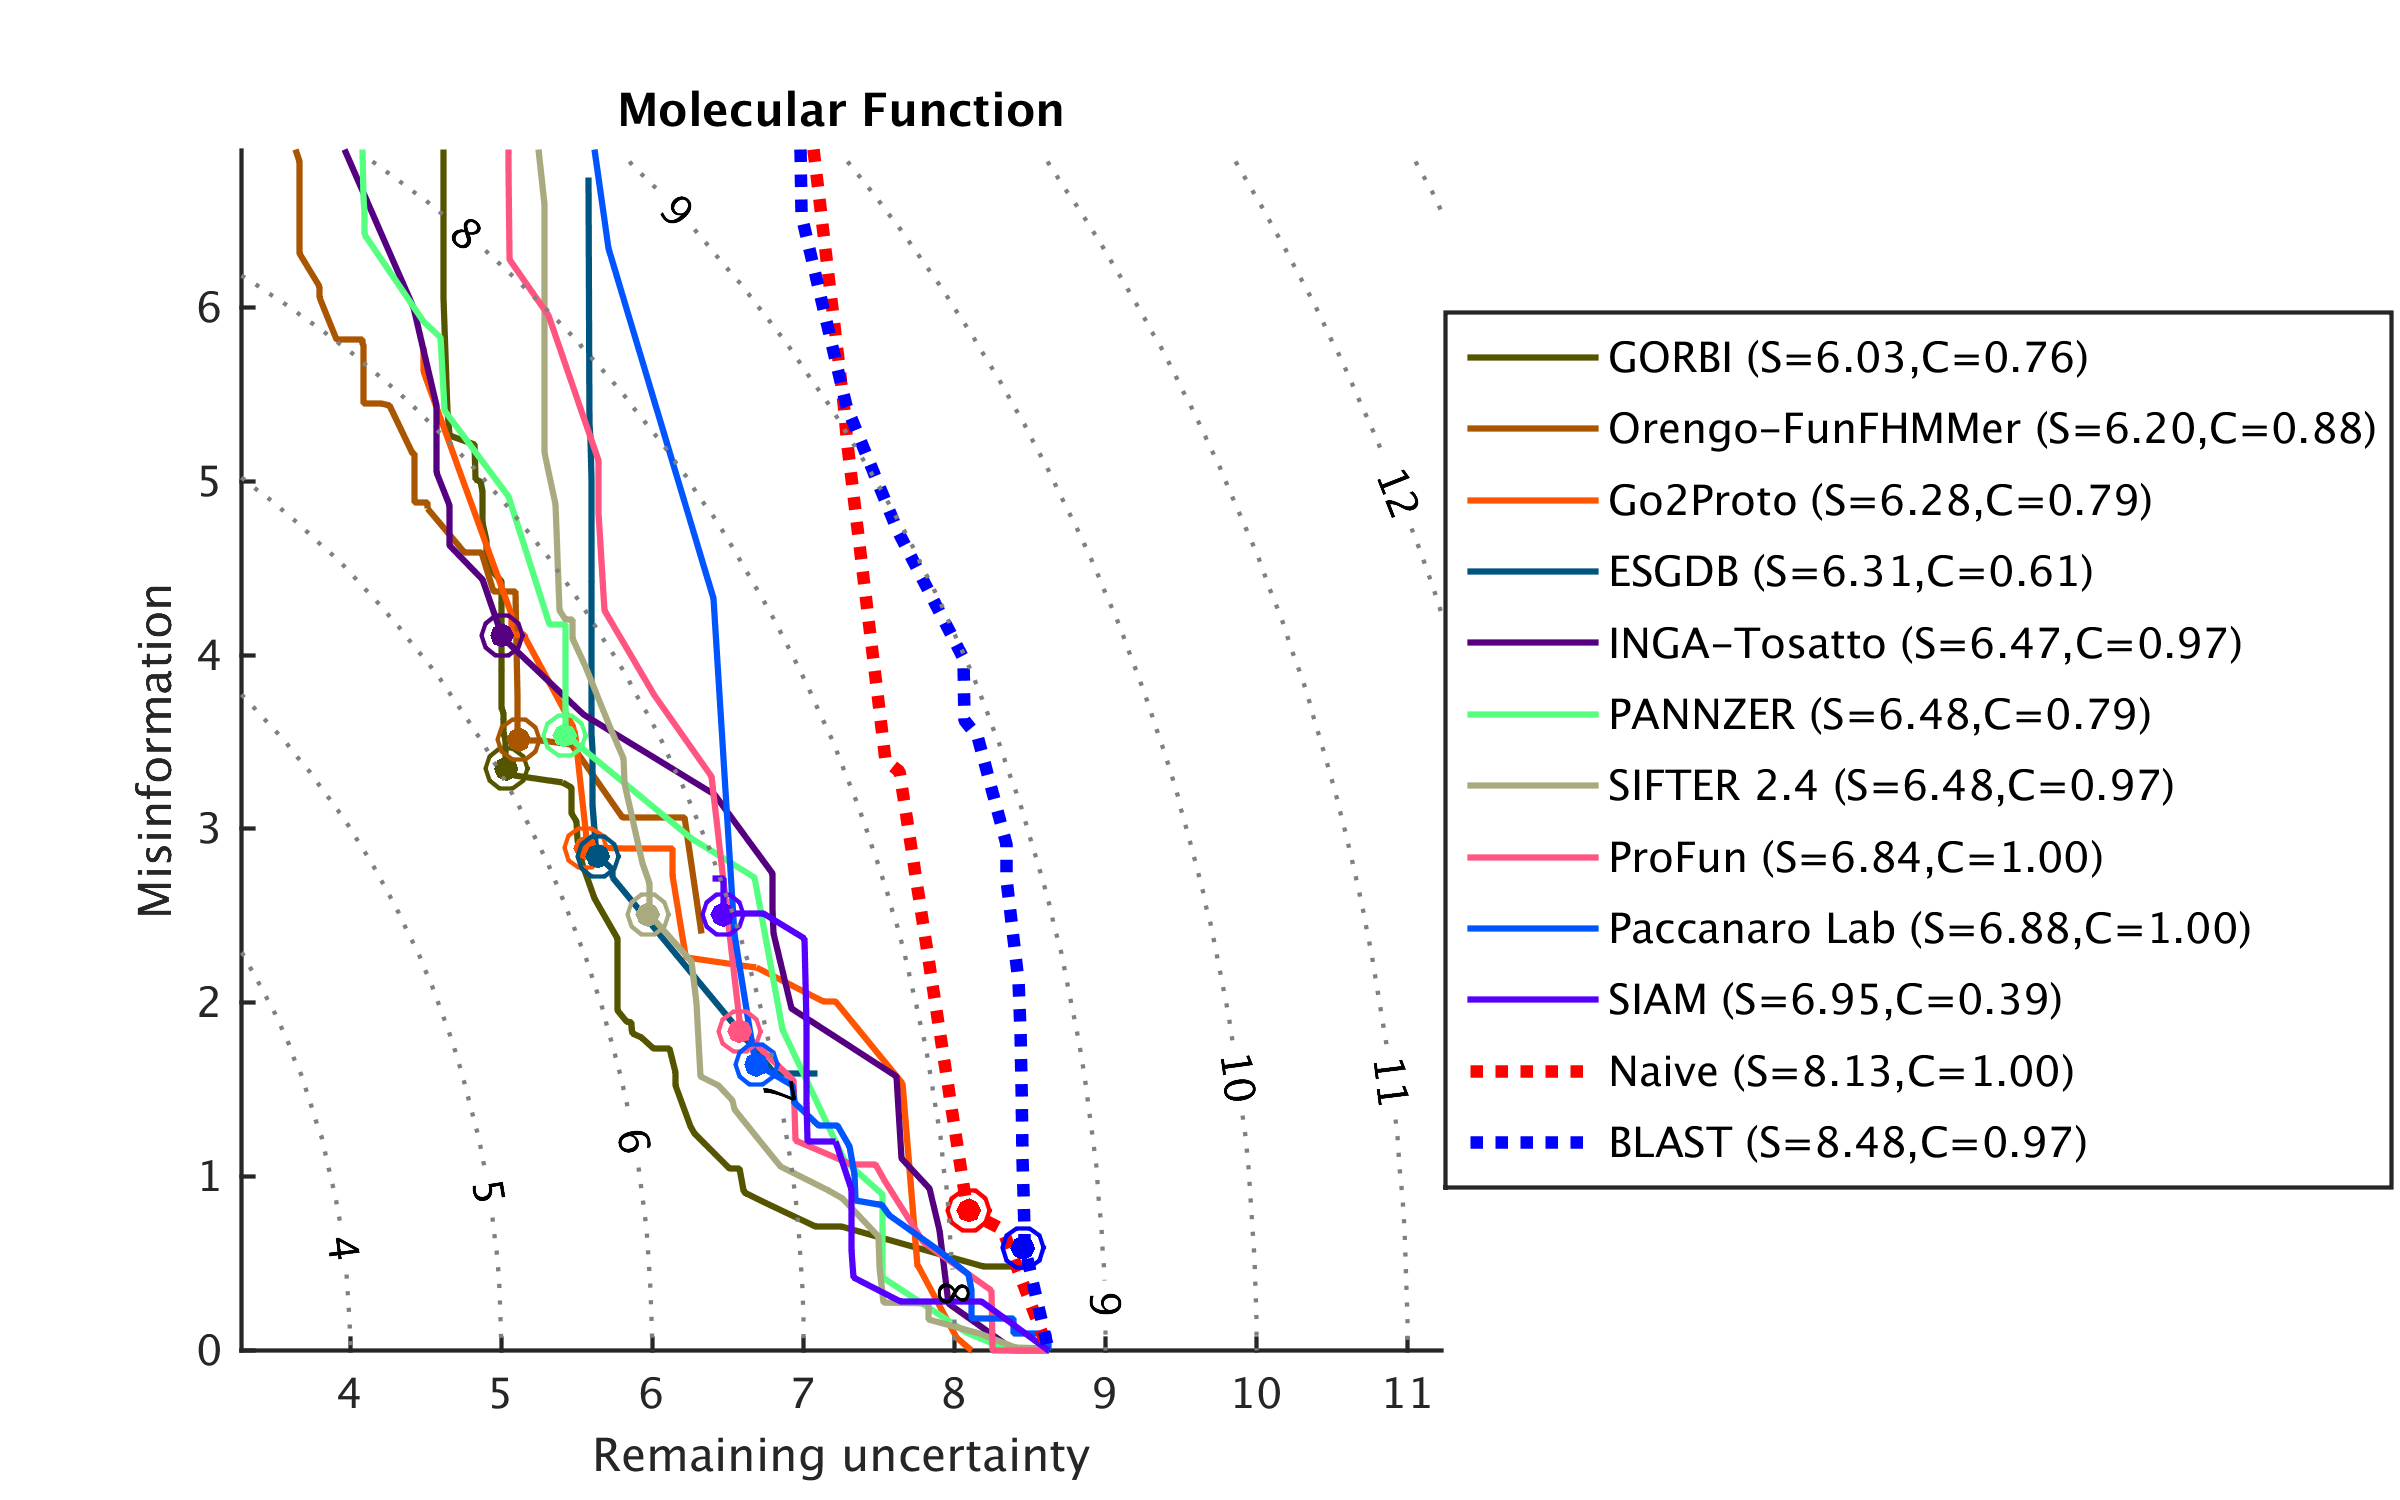 Molecular Function
8
9
6
5
4
3
2
1
0
Misinformation
12
10
11
7
6
5
4
8
9
4 5 6 7 8 9 10 11
Remaining uncertainty
GORBI (S=6.03,C=0.76)
Orengo-FunFHMMer (S=6.20,C=0.88)
Go2Proto (S=6.28,C=0.79)
ESGDB (S=6.31,C=0.61)
INGA-Tosatto (S=6.47,C=0.97)
PANNZER (S=6.48,C=0.79)
SIFTER 2.4 (S=6.48,C=0.97)
ProFun (S=6.84,C=1.00)
Paccanaro Lab (S=6.88,C=1.00)
SIAM (S=6.95,C=0.39)
Naive (S=8.13,C=1.00)
BLAST (S=8.48,C=0.97)